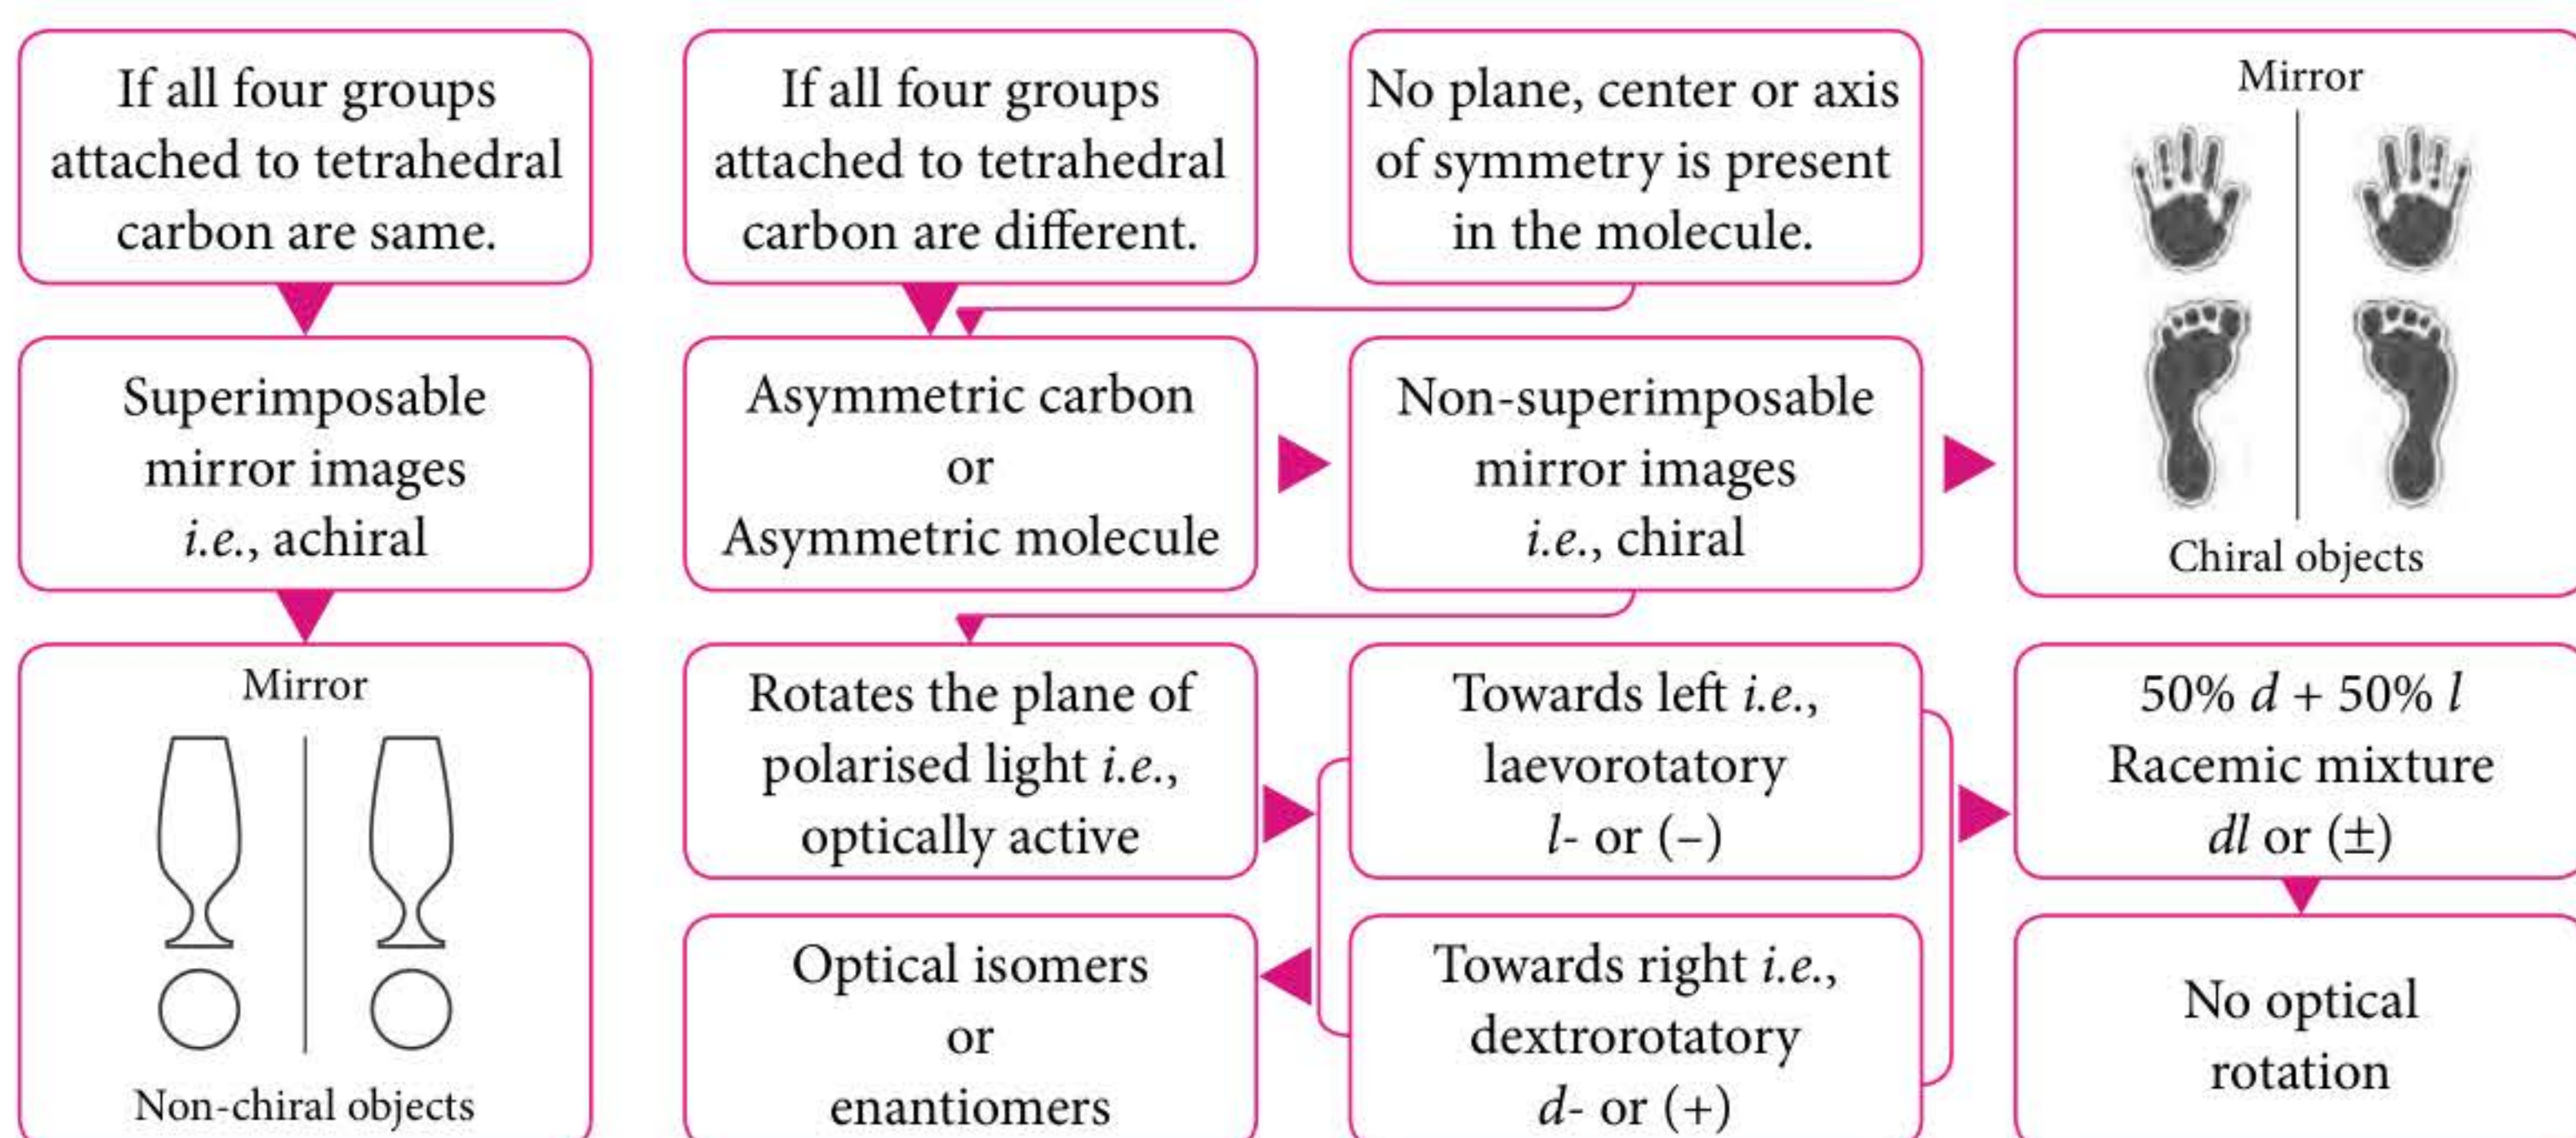 If all four groups
attached to tetrahedral
carbon are same.
If all four groups
attached to tetrahedral
carbon are different.
No plane, center or axis
of symmetry is present
in the molecule.
Mirror
Chiral objects
Superimposable
mirror images
i.e., achiral
Asymmetric carbon
or
Asymmetric molecule
Non-superimposable
mirror images
i.e., chiral
Mirror
Non-chiral objects
Rotates the plane of
polarised light i.e.,
optically active
Towards left i.e.,
laevorotatory
l- or (–)
50% d + 50% l
Racemic mixture
dl or (±)
Optical isomers
or
enantiomers
Towards right i.e.,
dextrorotatory
d- or (+)
No optical
rotation